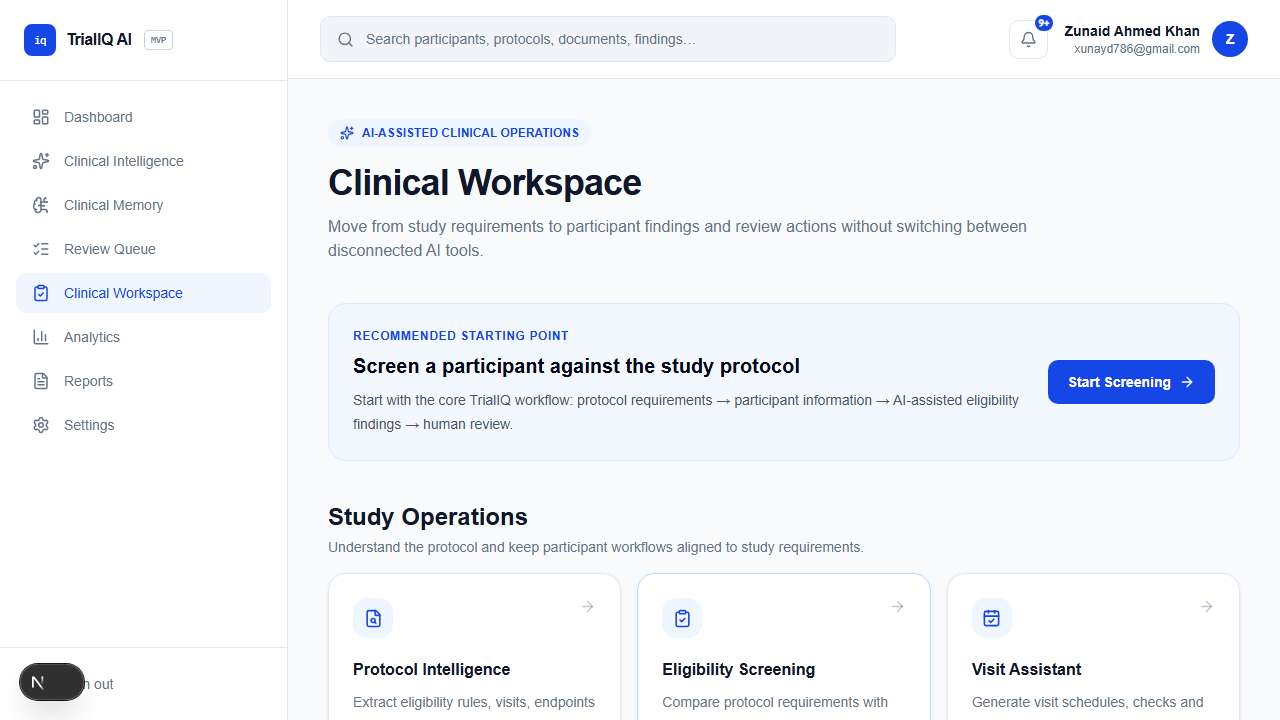 iq TrialIQ AI MVP
Search participants, protocols, documents, findings…
9+
Zunaid Ahmed Khan
xunayd786@gmail.com
Z
Dashboard
Clinical Intelligence
Clinical Memory
Review Queue
Clinical Workspace
Analytics
Reports
Settings
N
n out
AI-ASSISTED CLINICAL OPERATIONS
Clinical Workspace
Move from study requirements to participant findings and review actions without switching between
disconnected AI tools.
RECOMMENDED STARTING POINT
Screen a participant against the study protocol
Start with the core TrialIQ workflow: protocol requirements → participant information → AI-assisted eligibility
findings → human review.
Start Screening →
Study Operations
Understand the protocol and keep participant workflows aligned to study requirements.
Protocol Intelligence
Extract eligibility rules, visits, endpoints
Eligibility Screening
Compare protocol requirements with
Visit Assistant
Generate visit schedules, checks and